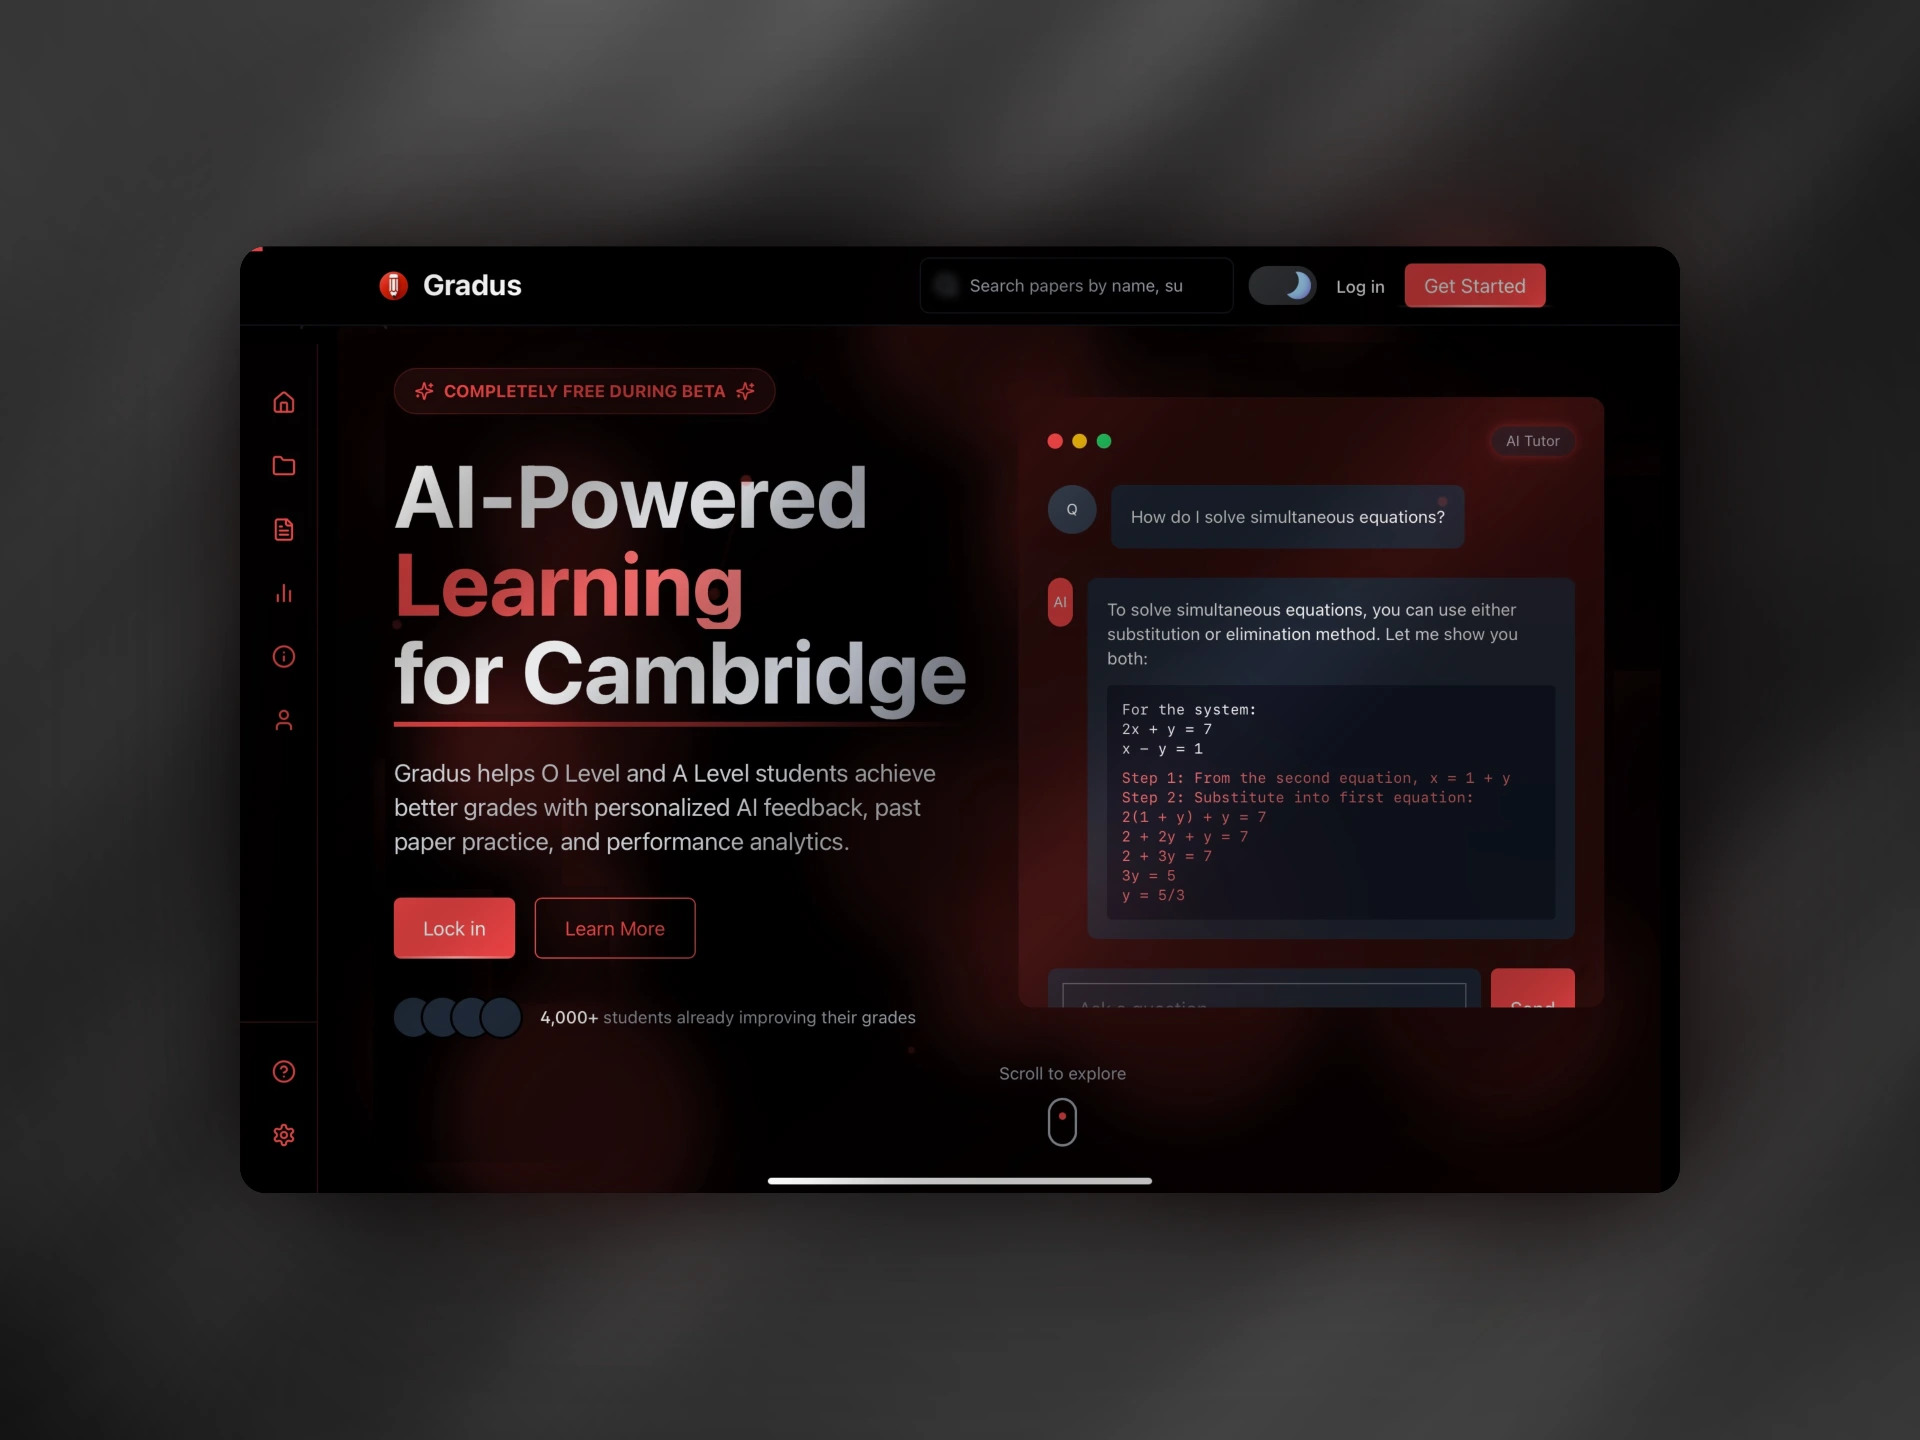 Gradus
Search papers by name, su
Log in
Get Started
COMPLETELY FREE DURING BETA
AI-Powered
Learning
for Cambridge
Gradus helps O Level and A Level students achieve
better grades with personalized AI feedback, past
paper practice, and performance analytics.
Lock in
Learn More
4,000+ students already improving their grades
AI Tutor
Q
How do I solve simultaneous equations?
AI
To solve simultaneous equations, you can use either
substitution or elimination method. Let me show you
both:
For the system:
2x + y = 7
x − y = 1
Step 1: From the second equation, x = 1 + y
Step 2: Substitute into first equation:
2(1 + y) + y = 7
2 + 2y + y = 7
2 + 3y = 7
3y = 5
y = 5/3
Ask a question
Send
Scroll to explore